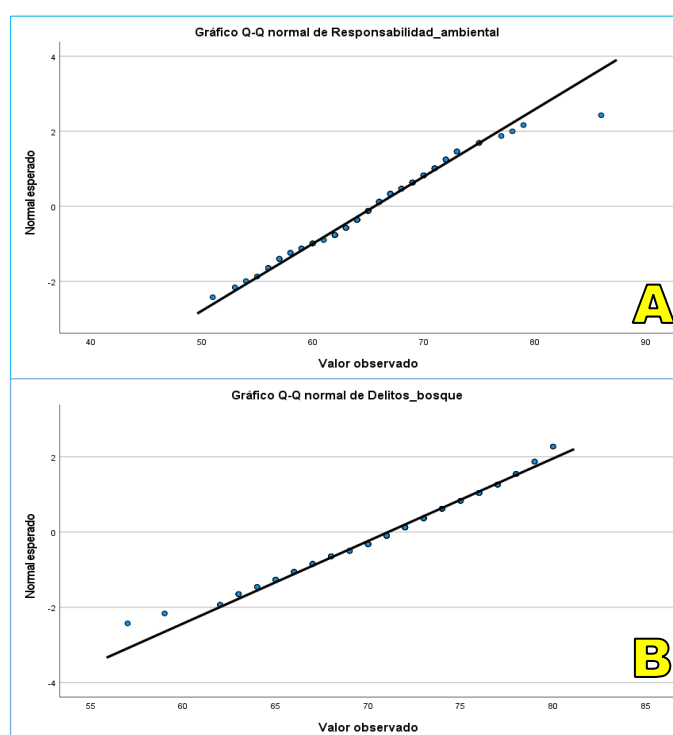 Gráfico Q-Q normal de Responsabilidad_ambiental
4
2
0
-2
Normal esperado
40 50 60 70 80 90
Valor observado
A
Gráfico Q-Q normal de Delitos_bosque
2
0
-2
-4
Normal esperado
55 60 65 70 75 80 85
Valor observado
B